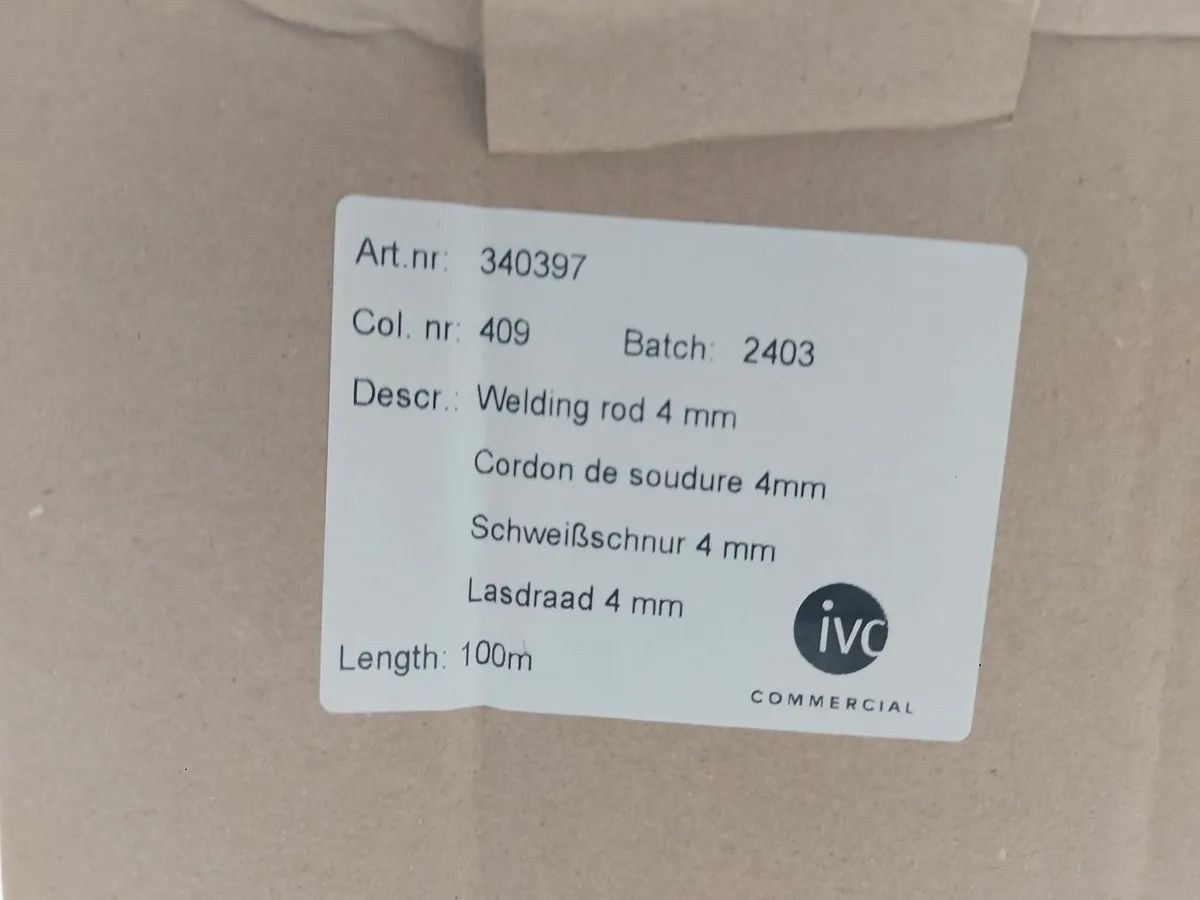 Art.nr: 340397
Col. nr: 409 Batch: 2403
Descr.: Welding rod 4 mm
Cordon de soudure 4mm
Schweißschnur 4 mm
Lasdraad 4 mm
Length: 100m
ivc
COMMERCIAL